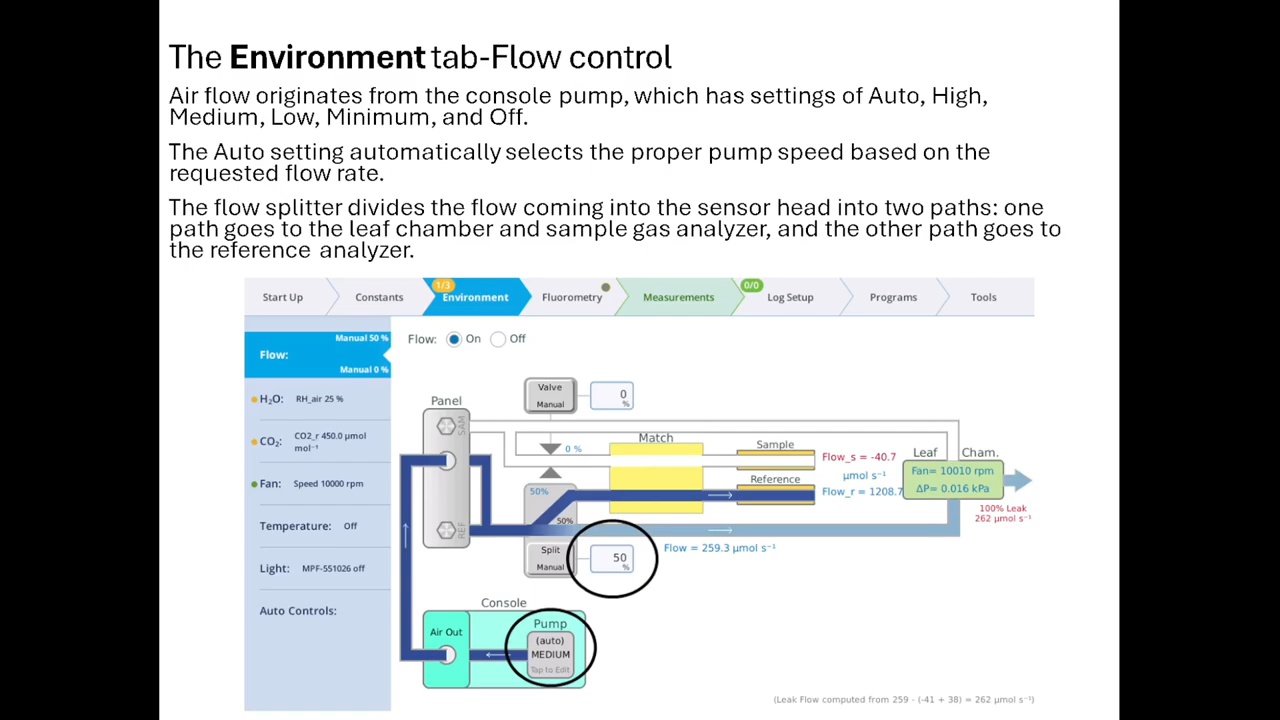 The Environment tab-Flow control
Air flow originates from the console pump, which has settings of Auto, High,
Medium, Low, Minimum, and Off.
The Auto setting automatically selects the proper pump speed based on the
requested flow rate.
The flow splitter divides the flow coming into the sensor head into two paths: one
path goes to the leaf chamber and sample gas analyzer, and the other path goes to
the reference analyzer.
1/3
0/0
Start Up
Constants
Environment
Fluorometry
Measurements
Log Setup
Programs
Tools
Manual 50 %
Flow:
Manual 0 %
H₂O: RH_air 25 %
CO₂: CO2_r 450.0 µmol
mol⁻¹
Fan: Speed 10000 rpm
Temperature: Off
Light: MPF-551026 off
Auto Controls:
Flow: On Off
Valve
Manual
0
%
Panel
SAM
REF
0 %
Match
Sample
Reference
Flow_s = -40.7
µmol s⁻¹
Flow_r = 1208.7
Leaf Cham.
Fan= 10010 rpm
ΔP= 0.016 kPa
100% Leak
262 µmol s⁻¹
50%
50%
Split
Manual
50
%
Flow = 259.3 µmol s⁻¹
Console
Air Out
Pump
(auto)
MEDIUM
Tap to Edit
(Leak Flow computed from 259 - (-41 + 38) = 262 µmol s⁻¹)